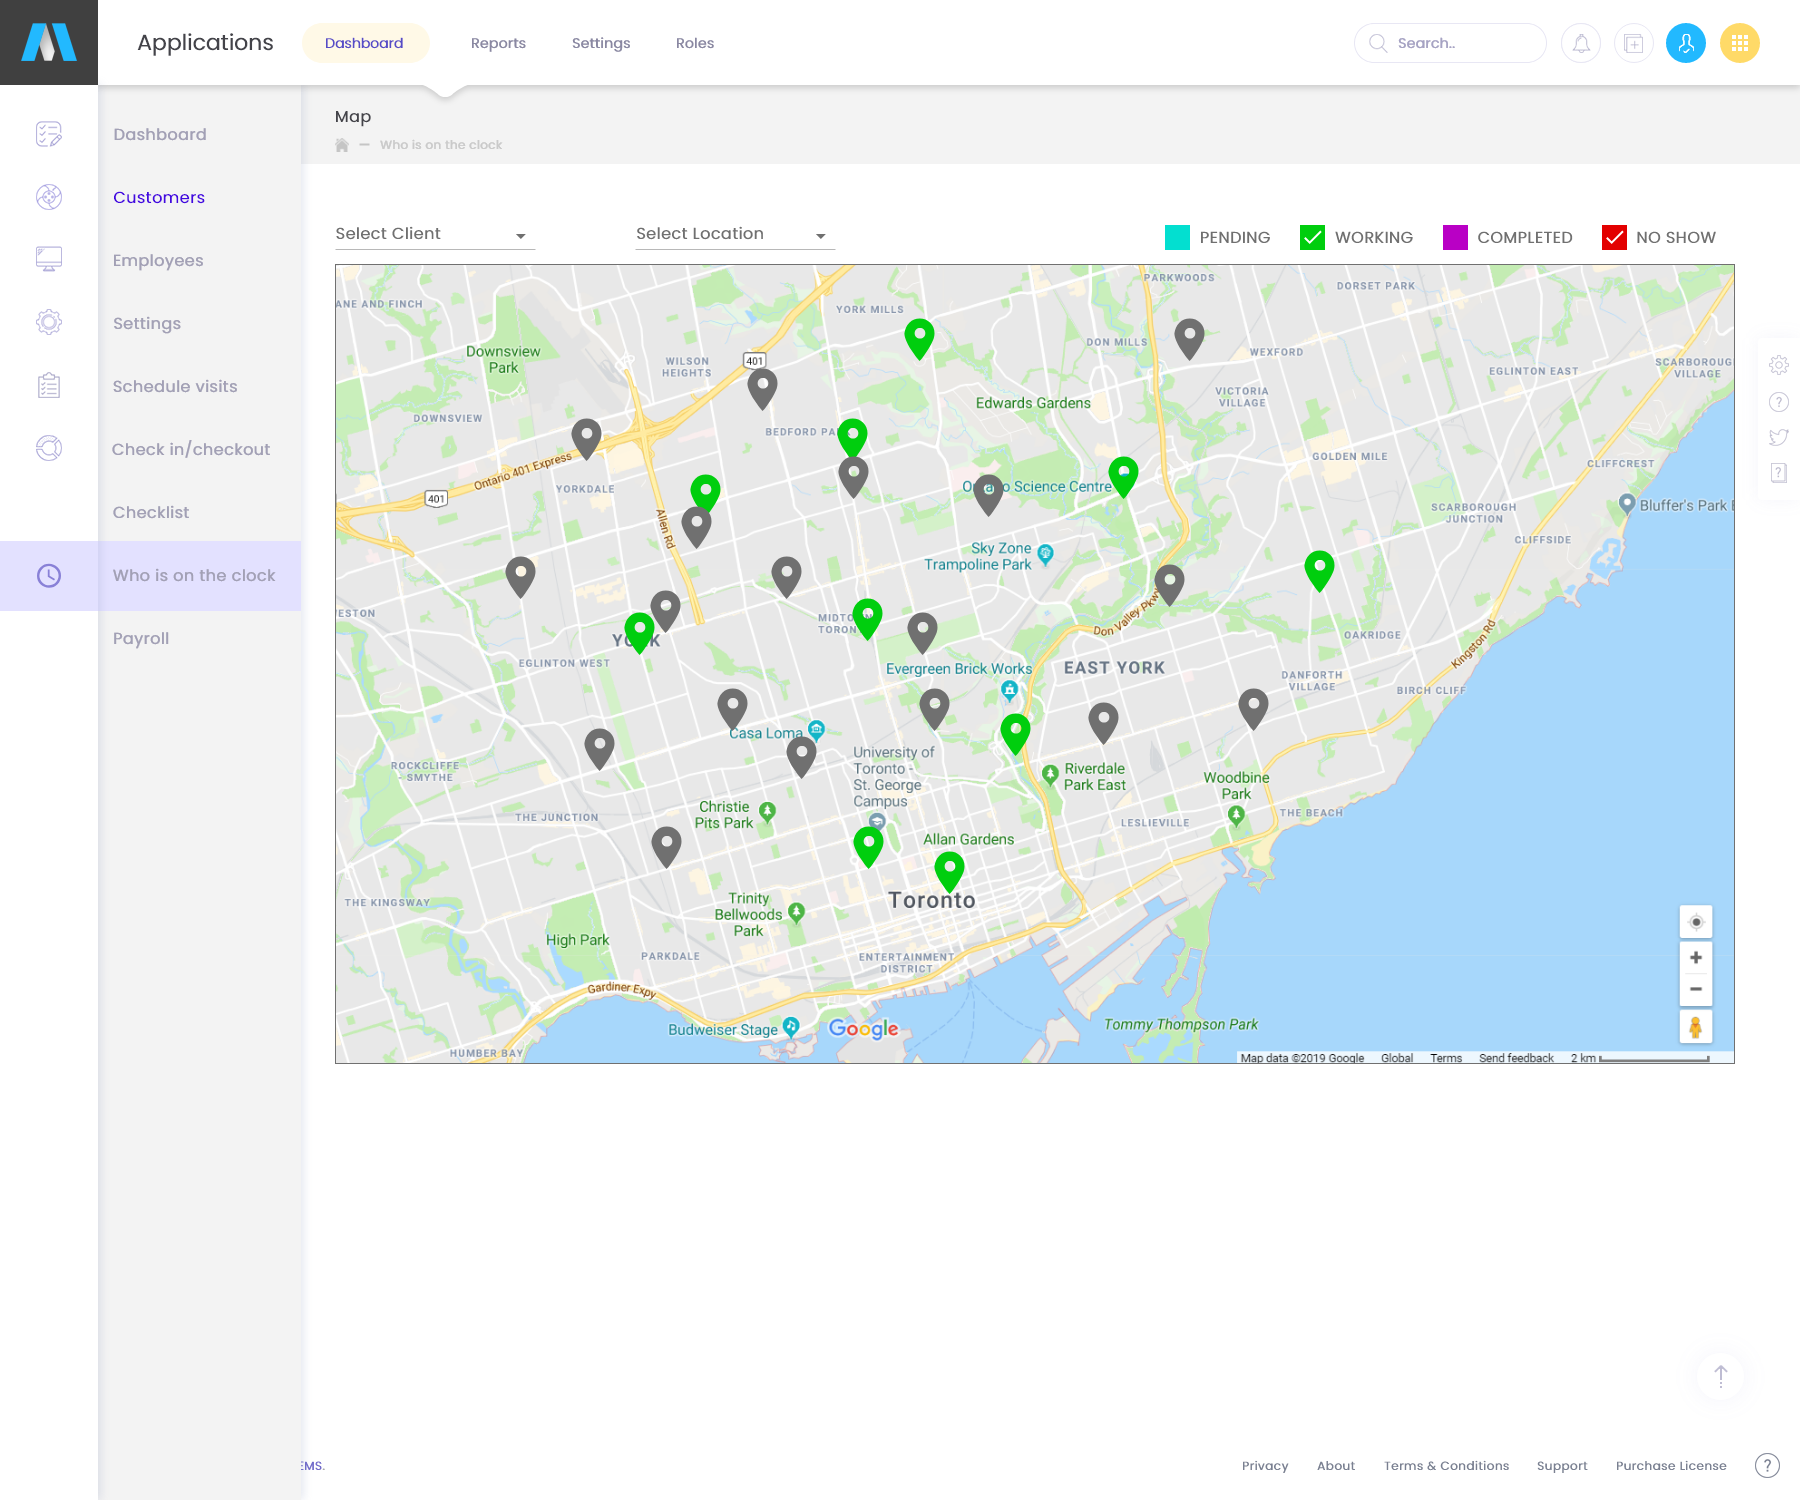 Applications
Dashboard
Reports
Settings
Roles
Search..
Dashboard
Customers
Employees
Settings
Schedule visits
Check in/checkout
Checklist
Who is on the clock
Payroll
Map
Who is on the clock
Select Client
Select Location
PENDING
WORKING
COMPLETED
NO SHOW
PARKWOODS
DORSET PARK
ANE AND FINCH
YORK MILLS
DON MILLS
WEXFORD
Downsview
Park
WILSON
HEIGHTS
401
SCARBOROUG
VILLAGE
EGLINTON EAST
VICTORIA
VILLAGE
Edwards Gardens
DOWNSVIEW
BEDFORD PA
GOLDEN MILE
Ontario 401 Express
CLIFFCREST
YORKDALE
401
Ontario Science Centre
Allen Rd
SCARBOROUGH
JUNCTION
Bluffer's Park
CLIFFSIDE
Sky Zone
Trampoline Park
ESTON
MIDTO
TORON
Don Valley Pkwy
OAKRIDGE
Kingston Rd
YORK
EGLINTON WEST
Evergreen Brick Works
EAST YORK
DANFORTH
VILLAGE
BIRCH CLIFF
Casa Loma
University of
Toronto -
St. George
Campus
ROCKCLIFFE
- SMYTHE
Riverdale
Park East
Woodbine
Park
Christie
Pits Park
THE JUNCTION
LESLIEVILLE
THE BEACH
Allan Gardens
THE KINGSWAY
Toronto
Trinity
Bellwoods
Park
High Park
PARKDALE
ENTERTAINMENT
DISTRICT
Gardiner Expy
Budweiser Stage
Google
Tommy Thompson Park
HUMBER BAY
Map data ©2019 Google
Global
Terms
Send feedback
2 km
EMS.
Privacy
About
Terms & Conditions
Support
Purchase License